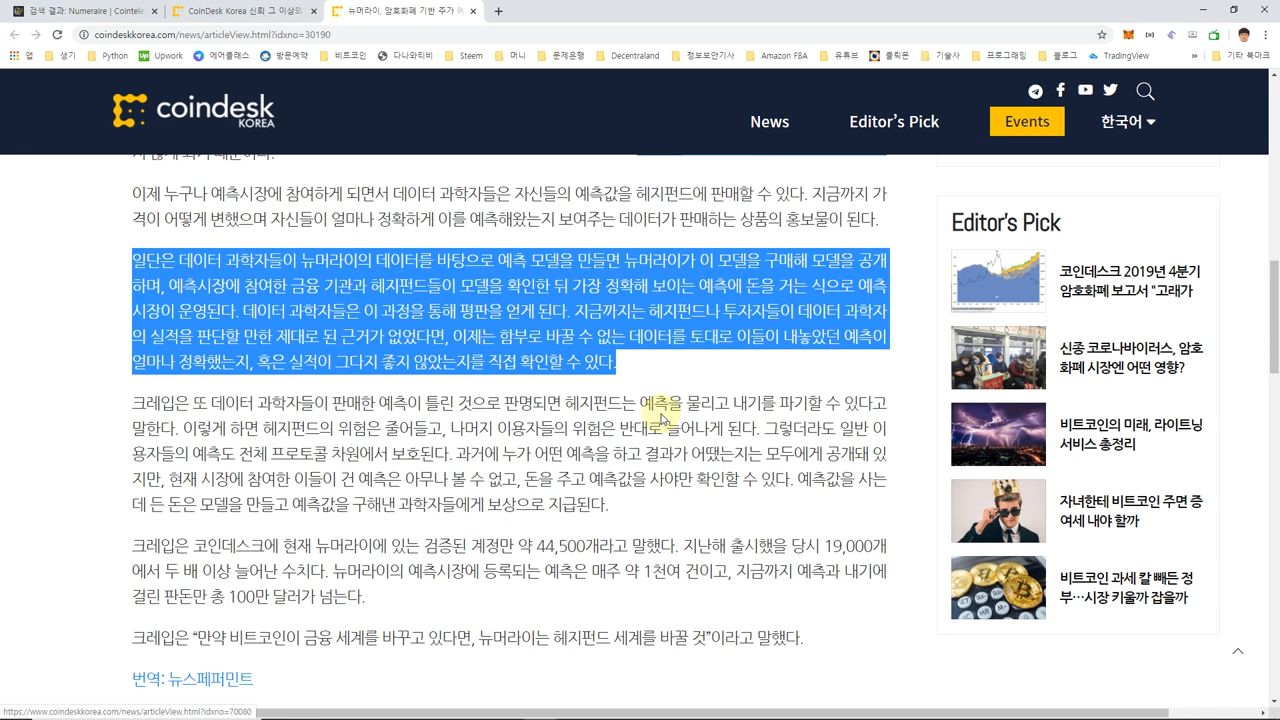 검색 결과: Numeraire | Cointele
CoinDesk Korea 신뢰 그 이상의
뉴머라이, 암호화폐 기반 주가 예
coindeskkorea.com/news/articleView.html?idxno=30190
앱
생기
Python
Upwork
에어클래스
방문예약
비트코인
다나와티비
Steem
머니
문제은행
Decentraland
정보보안기사
Amazon FBA
유튜브
클릭몬
기술사
프로그래밍
블로그
TradingView
»
기타 북마크
coindesk
KOREA
News
Editor's Pick
Events
한국어
이제 누구나 예측시장에 참여하게 되면서 데이터 과학자들은 자신들의 예측값을 헤지펀드에 판매할 수 있다. 지금까지 가
격이 어떻게 변했으며 자신들이 얼마나 정확하게 이를 예측해왔는지 보여주는 데이터가 판매하는 상품의 홍보물이 된다.
일단은 데이터 과학자들이 뉴머라이의 데이터를 바탕으로 예측 모델을 만들면 뉴머라이가 이 모델을 구매해 모델을 공개
하며, 예측시장에 참여한 금융 기관과 헤지펀드들이 모델을 확인한 뒤 가장 정확해 보이는 예측에 돈을 거는 식으로 예측
시장이 운영된다. 데이터 과학자들은 이 과정을 통해 평판을 얻게 된다. 지금까지는 헤지펀드나 투자자들이 데이터 과학자
의 실적을 판단할 만한 제대로 된 근거가 없었다면, 이제는 함부로 바꿀 수 없는 데이터를 토대로 이들이 내놓았던 예측이
얼마나 정확했는지, 혹은 실적이 그다지 좋지 않았는지를 직접 확인할 수 있다.
크레입은 또 데이터 과학자들이 판매한 예측이 틀린 것으로 판명되면 헤지펀드는 예측을 물리고 내기를 파기할 수 있다고
말한다. 이렇게 하면 헤지펀드의 위험은 줄어들고, 나머지 이용자들의 위험은 반대로 늘어나게 된다. 그렇더라도 일반 이
용자들의 예측도 전체 프로토콜 차원에서 보호된다. 과거에 누가 어떤 예측을 하고 결과가 어땠는지는 모두에게 공개돼 있
지만, 현재 시장에 참여한 이들이 건 예측은 아무나 볼 수 없고, 돈을 주고 예측값을 사야만 확인할 수 있다. 예측값을 사는
데 든 돈은 모델을 만들고 예측값을 구해낸 과학자들에게 보상으로 지급된다.
크레입은 코인데스크에 현재 뉴머라이에 있는 검증된 계정만 약 44,500개라고 말했다. 지난해 출시했을 당시 19,000개
에서 두 배 이상 늘어난 수지다. 뉴머라이의 예측시장에 등록되는 예측은 매주 약 1천여 건이고, 지금까지 예측과 내기에
걸린 판돈만 총 100만 달러가 넘는다.
크레입은 “만약 비트코인이 금융 세계를 바꾸고 있다면, 뉴머라이는 헤지펀드 세계를 바꿀 것”이라고 말했다.
번역: 뉴스페퍼민트
Editor's Pick
코인데스크 2019년 4분기
암호화폐 보고서 "고래가
신종 코로나바이러스, 암호
화폐 시장엔 어떤 영향?
비트코인의 미래, 라이트닝
서비스 총정리
자녀한테 비트코인 주면 증
여세 내야 할까
비트코인 과세 칼 빼든 정
부…시장 키울까 잡을까
https://www.coindeskkorea.com/news/articleView.html?idxno=70080